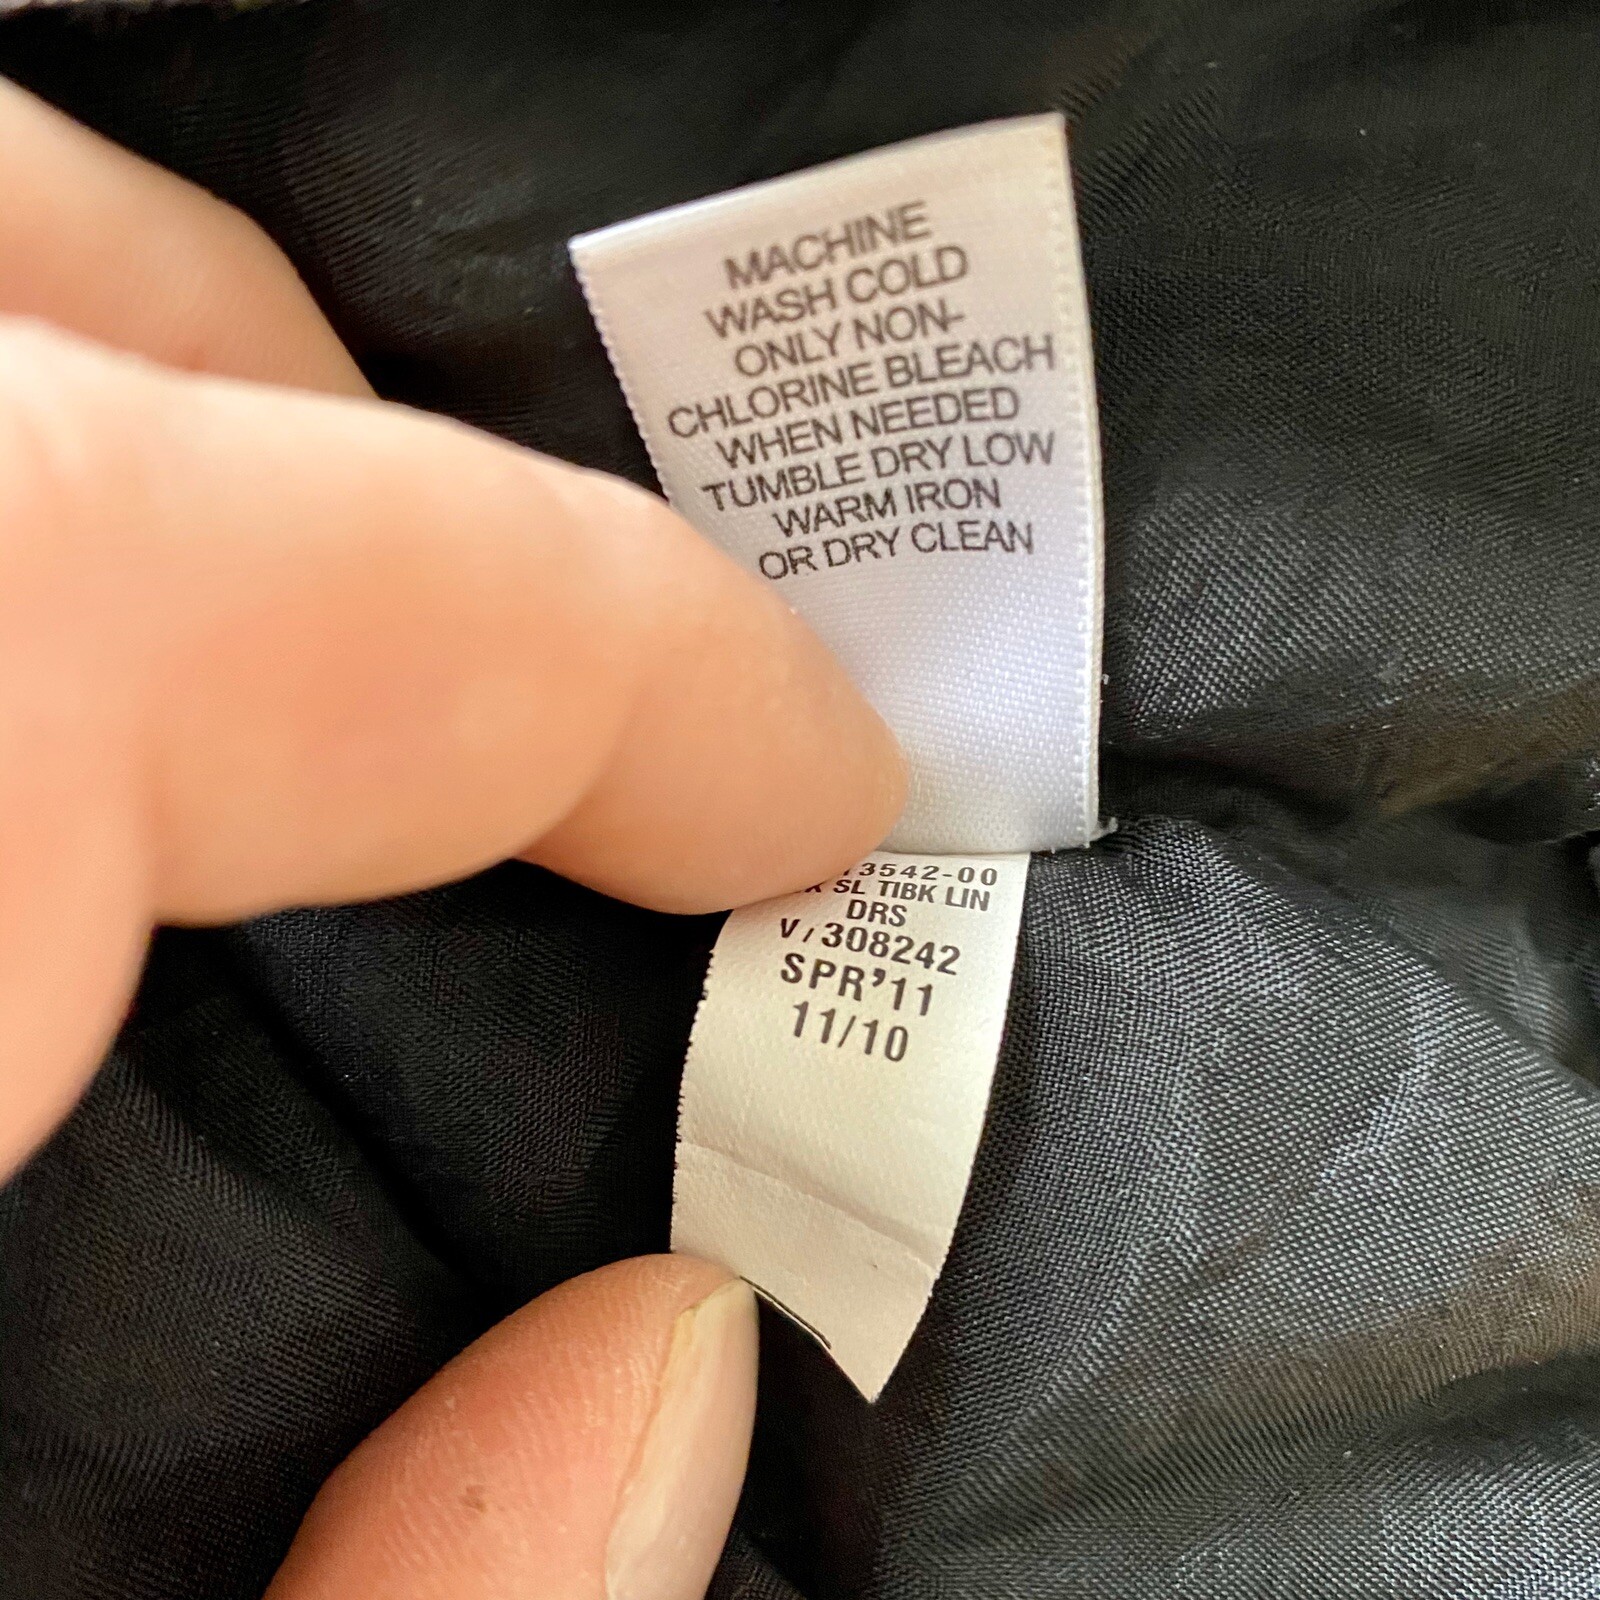 MACHINE
WASH COLD
ONLY NON-
CHLORINE BLEACH
WHEN NEEDED
TUMBLE DRY LOW
WARM IRON
OR DRY CLEAN
3542-00
SL TIBK LIN
DRS
V/308242
SPR'11
11/10